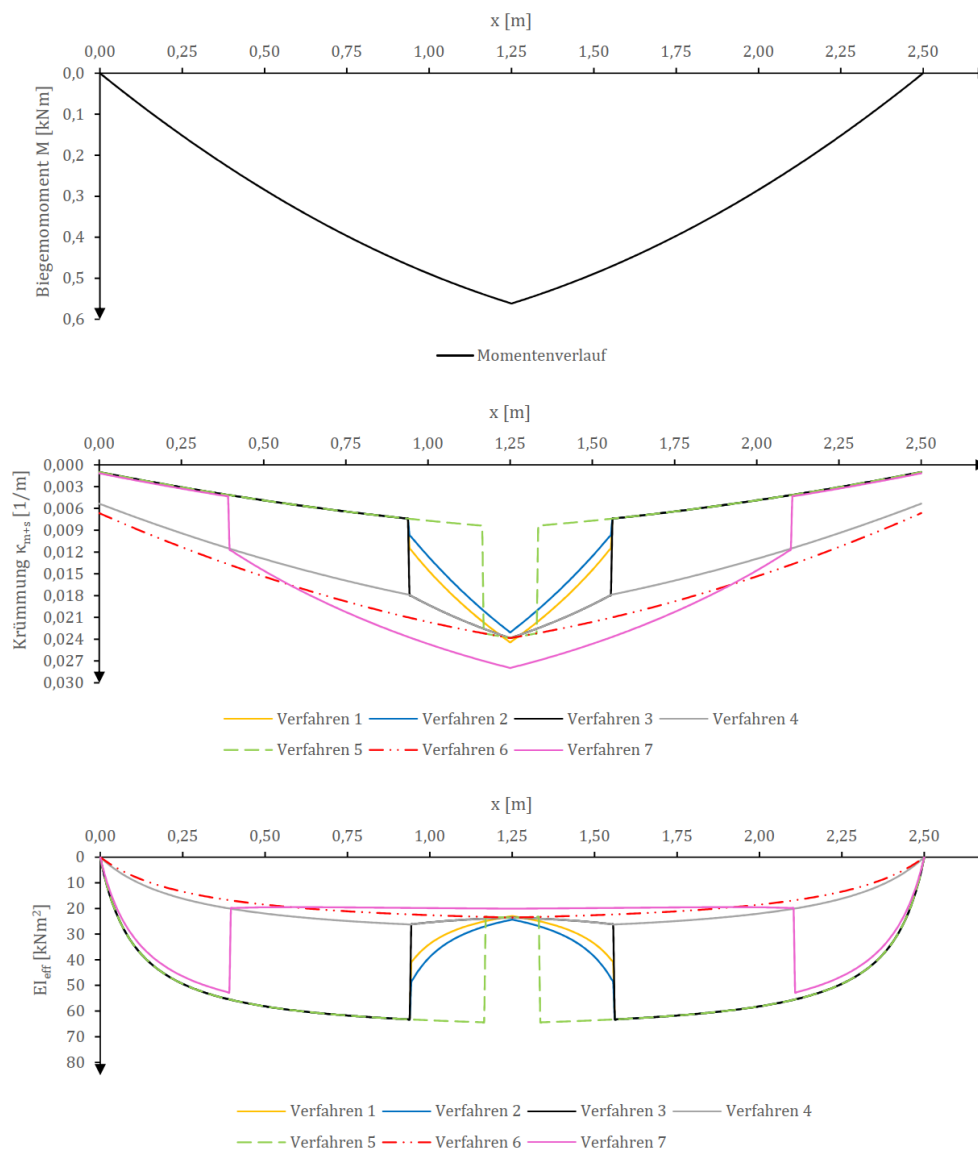 x [m]
0,00 0,25 0,50 0,75 1,00 1,25 1,50 1,75 2,00 2,25 2,50
Biegemoment M [kNm]
0,0
0,1
0,2
0,3
0,4
0,5
0,6
Momentenverlauf
x [m]
0,00 0,25 0,50 0,75 1,00 1,25 1,50 1,75 2,00 2,25 2,50
Krümmung κm+s [1/m]
0,000
0,003
0,006
0,009
0,012
0,015
0,018
0,021
0,024
0,027
0,030
Verfahren 1 Verfahren 2 Verfahren 3 Verfahren 4
Verfahren 5 Verfahren 6 Verfahren 7
x [m]
0,00 0,25 0,50 0,75 1,00 1,25 1,50 1,75 2,00 2,25 2,50
EIeff [kNm²]
0
10
20
30
40
50
60
70
80
Verfahren 1 Verfahren 2 Verfahren 3 Verfahren 4
Verfahren 5 Verfahren 6 Verfahren 7